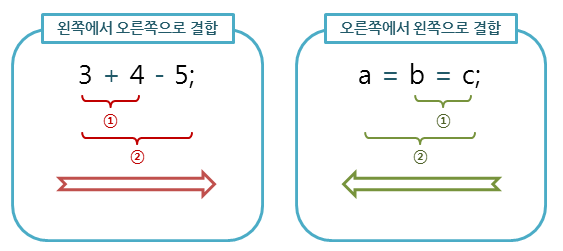 왼쪽에서 오른쪽으로 결합
3 + 4 - 5;
①
②
오른쪽에서 왼쪽으로 결합
a = b = c;
①
②